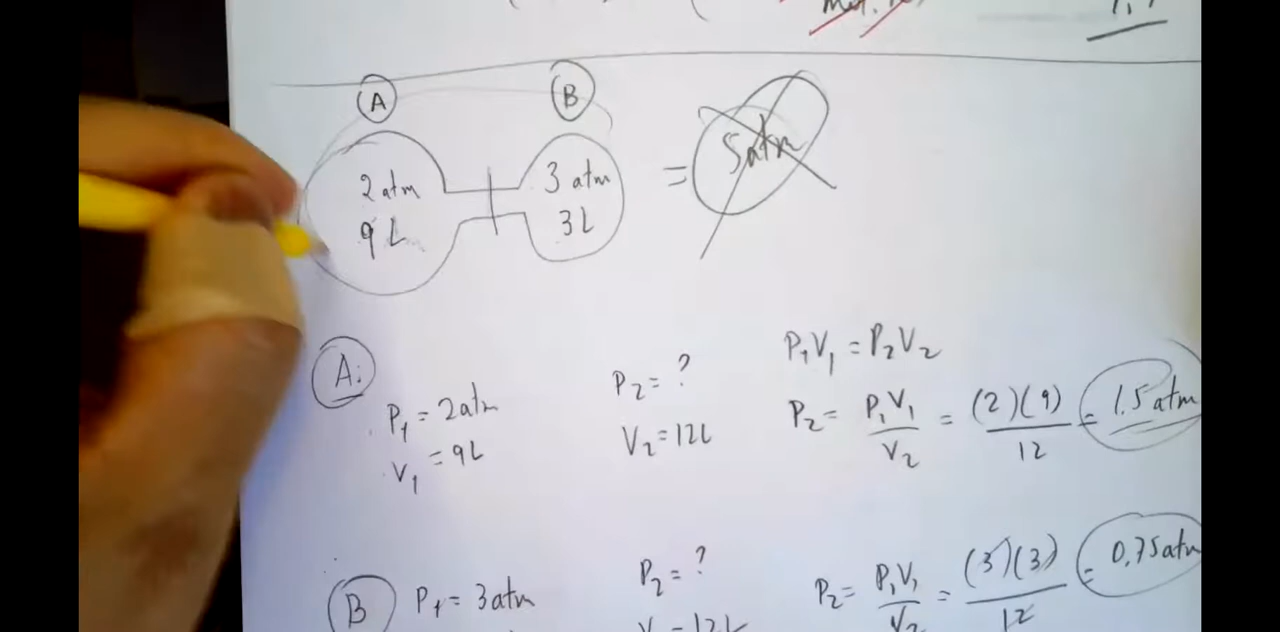 A B
2 atm 3 atm = 5 atm
9 L 3 L
A: P₁ = 2 atm P₂ = ? P₁V₁ = P₂V₂
V₁ = 9 L V₂ = 12 L P₂ = P₁V₁ / V₂ = (2)(9) / 12 = 1.5 atm
B P₁ = 3 atm P₂ = ? P₂ = P₁V₁ / V₂ = (3)(3) / 12 = 0.75 atm
V = 12 L